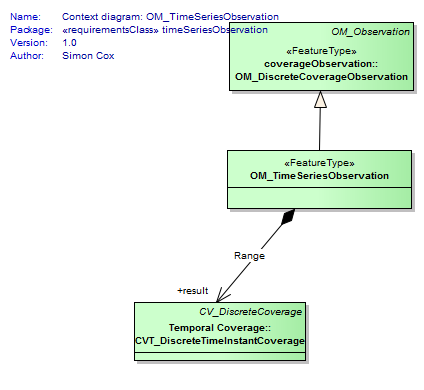 Name: Context diagram: OM_TimeSeriesObservation
Package: «requirementsClass» timeSeriesObservation
Version: 1.0
Author: Simon Cox
OM_Observation
«FeatureType»
coverageObservation::
OM_DiscreteCoverageObservation
«FeatureType»
OM_TimeSeriesObservation
Range
+result
CV_DiscreteCoverage
Temporal Coverage::
CVT_DiscreteTimeInstantCoverage